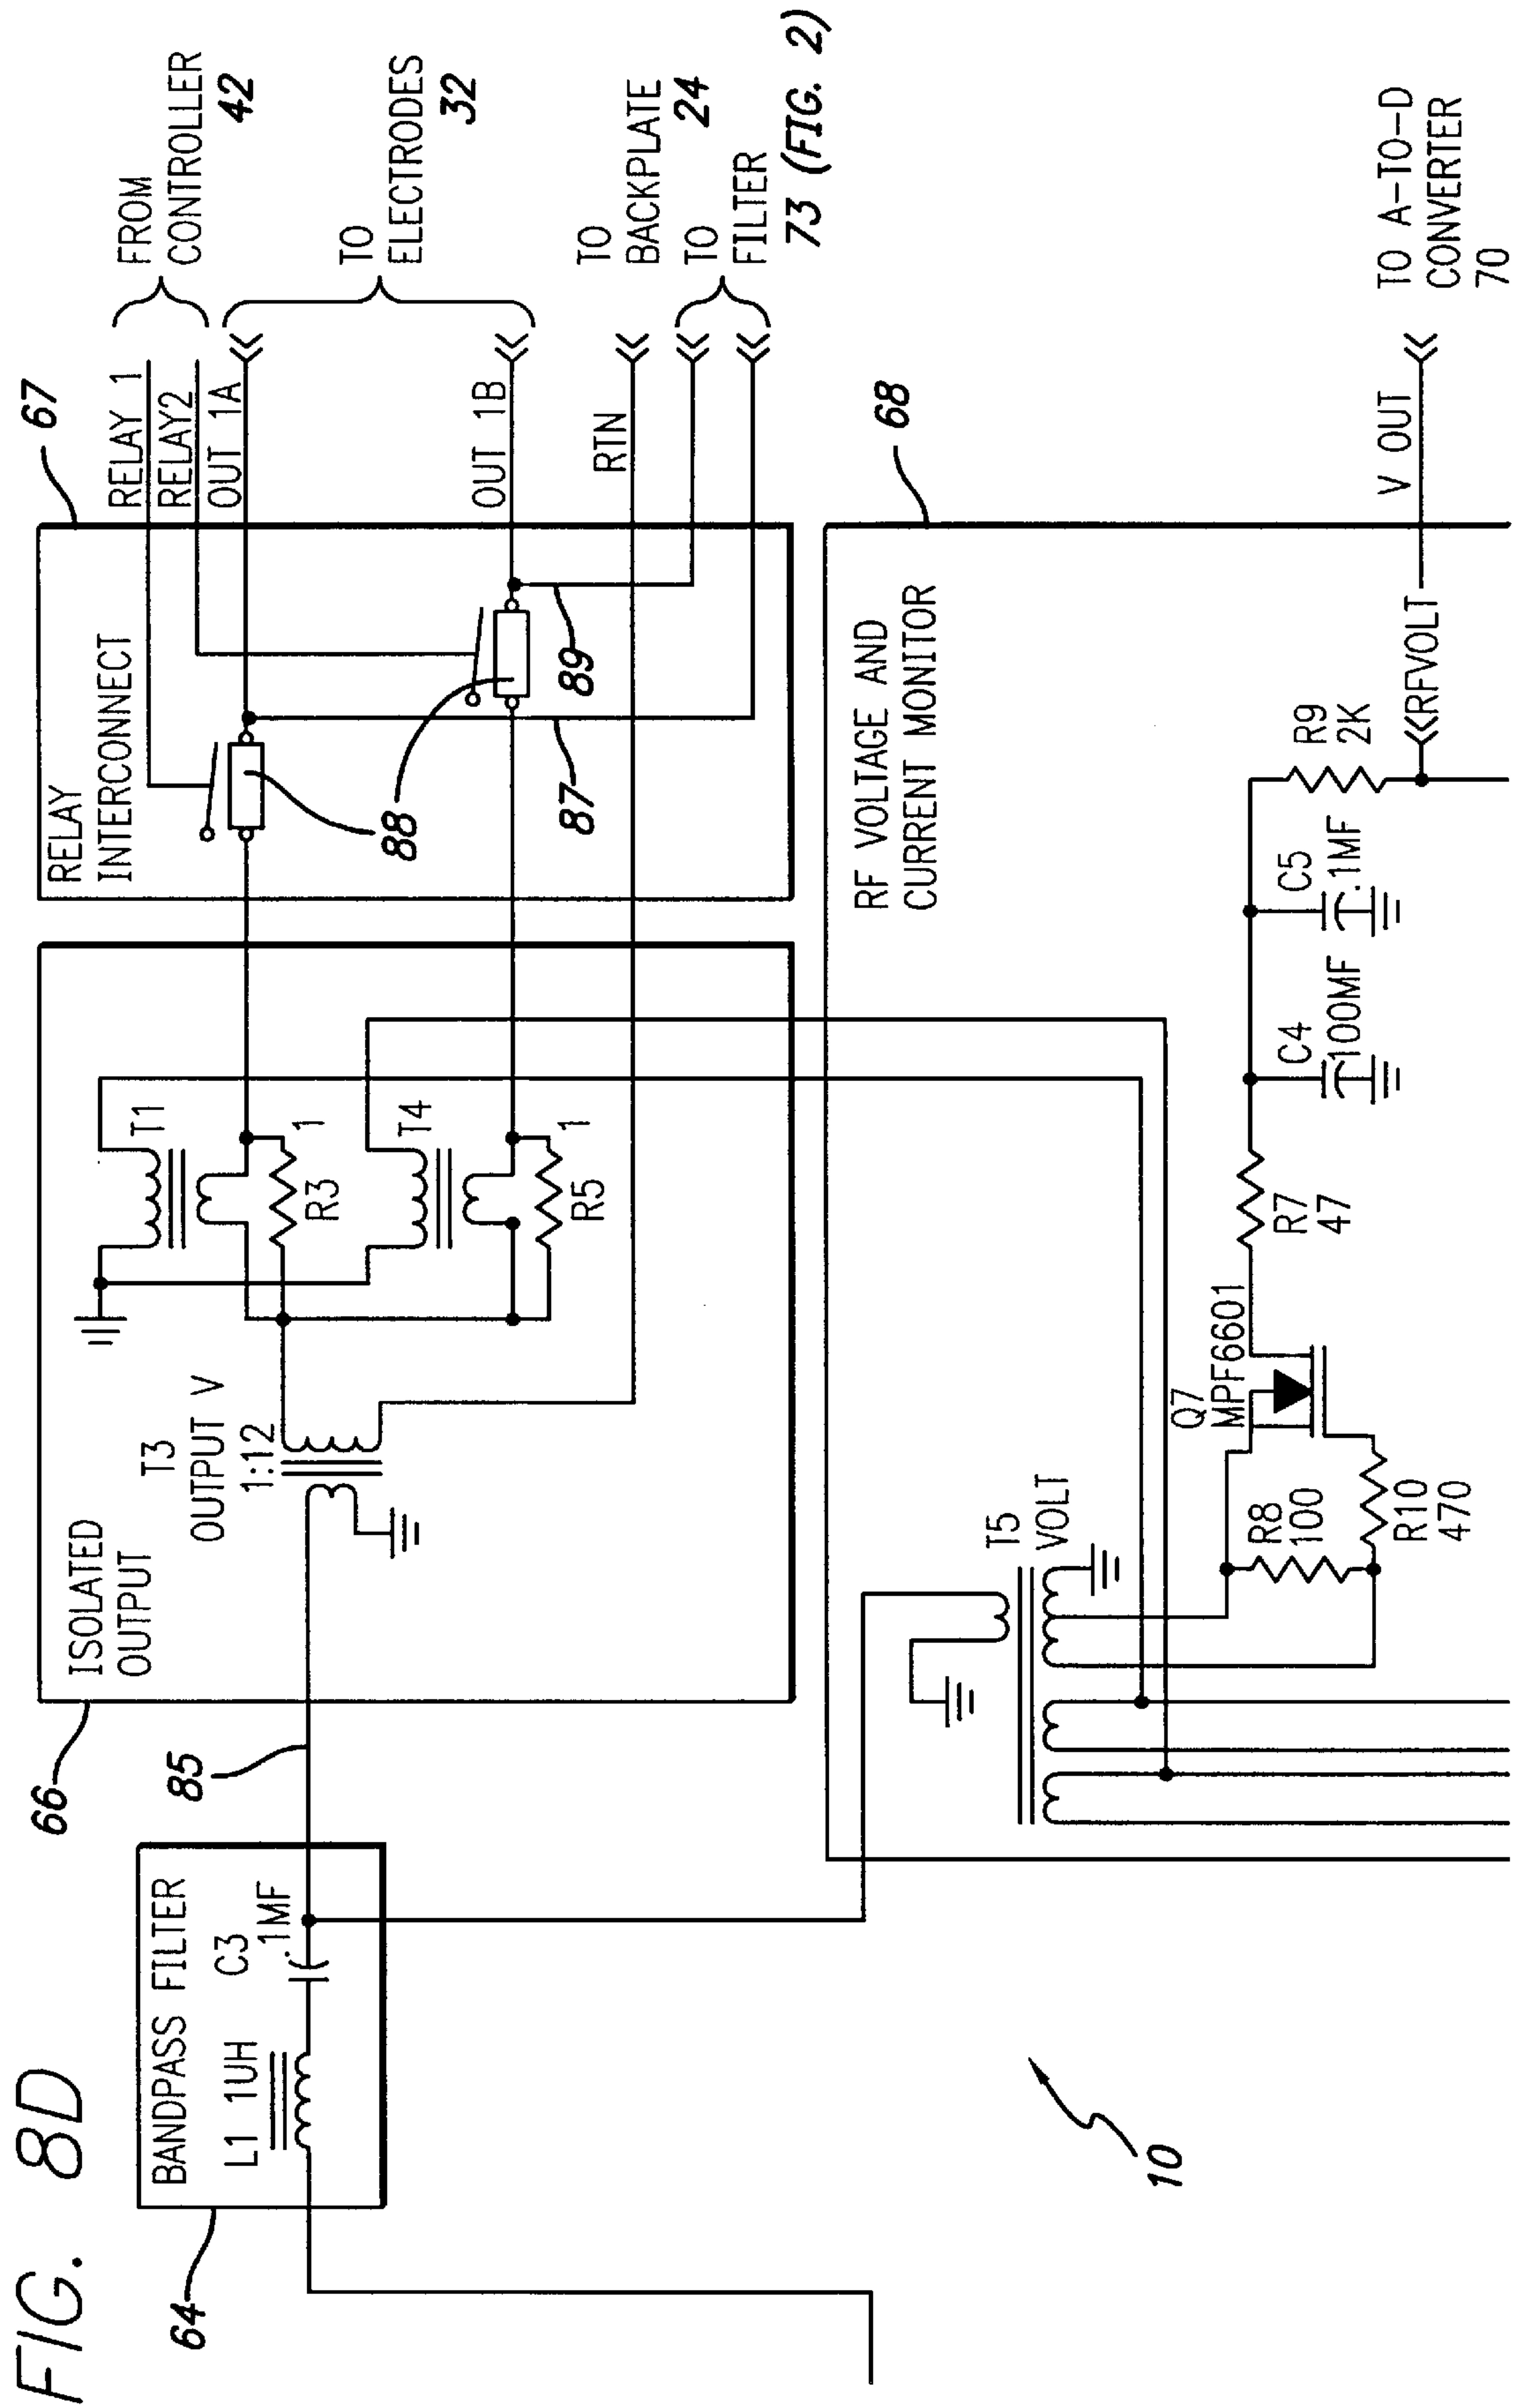 FIG. 8D
64
BANDPASS FILTER
L1 1UH
C3
.1MF
85
66
ISOLATED
OUTPUT
T3
OUTPUT V
1:12
T1
R3
1
T4
R5
1
67
RELAY
INTERCONNECT
88
87
89
RELAY 1
RELAY2
OUT 1A
OUT 1B
RTN
FROM
CONTROLLER
42
TO
ELECTRODES
32
TO
BACKPLATE
24
TO
FILTER
73 (FIG. 2)
68
RF VOLTAGE AND
CURRENT MONITOR
T5
VOLT
R8
100
R10
470
Q7
MPF6601
R7
47
C4
100MF
C5
.1MF
R9
2K
RFVOLT
V OUT
TO A-TO-D
CONVERTER
70
10